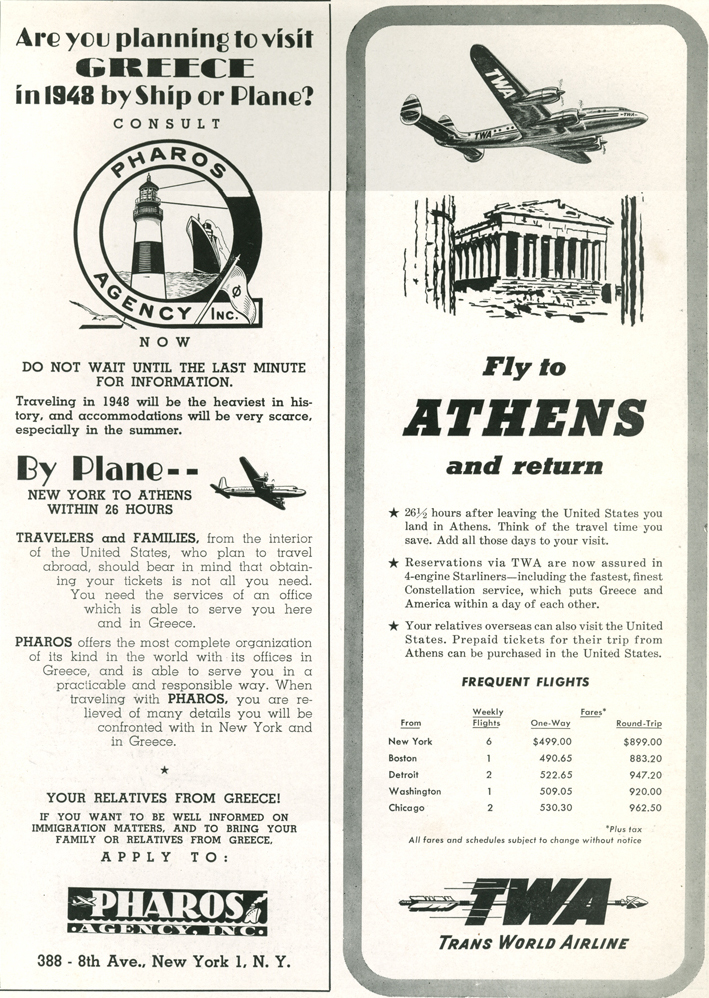 Are you planning to visit
GREECE
in 1948 by Ship or Plane?
CONSULT
PHAROS
AGENCY INC.
NOW
DO NOT WAIT UNTIL THE LAST MINUTE
FOR INFORMATION.
Traveling in 1948 will be the heaviest in his-
tory, and accommodations will be very scarce,
especially in the summer.
By Plane--
NEW YORK TO ATHENS
WITHIN 26 HOURS
TRAVELERS and FAMILIES, from the interior
of the United States, who plan to travel
abroad, should bear in mind that obtain-
ing your tickets is not all you need.
You need the services of an office
which is able to serve you here
and in Greece.
PHAROS offers the most complete organization
of its kind in the world with its offices in
Greece, and is able to serve you in a
practicable and responsible way. When
traveling with PHAROS, you are re-
lieved of many details you will be
confronted with in New York and
in Greece.
★
YOUR RELATIVES FROM GREECE!
IF YOU WANT TO BE WELL INFORMED ON
IMMIGRATION MATTERS, AND TO BRING YOUR
FAMILY OR RELATIVES FROM GREECE,
APPLY TO:
PHAROS
AGENCY, INC.
388 - 8th Ave., New York 1, N. Y.
TWA
TWA
TWA
Fly to
ATHENS
and return
★ 26½ hours after leaving the United States you
land in Athens. Think of the travel time you
save. Add all those days to your visit.
★ Reservations via TWA are now assured in
4-engine Starliners—including the fastest, finest
Constellation service, which puts Greece and
America within a day of each other.
★ Your relatives overseas can also visit the United
States. Prepaid tickets for their trip from
Athens can be purchased in the United States.
FREQUENT FLIGHTS
Weekly Fares*
From Flights One-Way Round-Trip
New York 6 $499.00 $899.00
Boston 1 490.65 883.20
Detroit 2 522.65 947.20
Washington 1 509.05 920.00
Chicago 2 530.30 962.50
*Plus tax
All fares and schedules subject to change without notice
TWA
TRANS WORLD AIRLINE